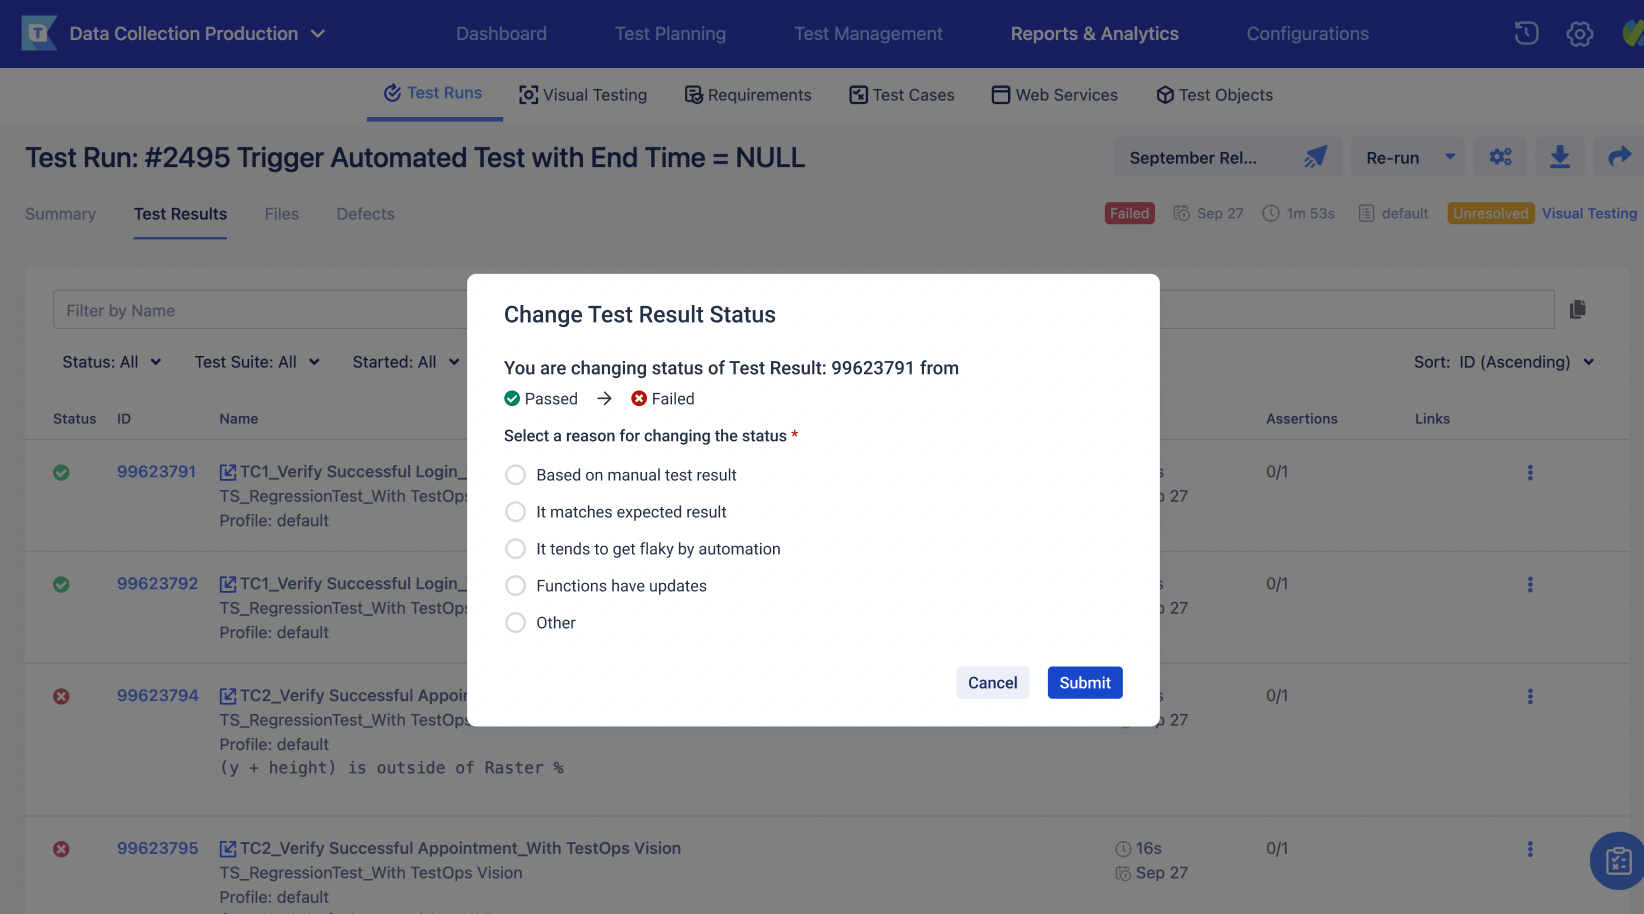 Data Collection Production
Dashboard
Test Planning
Test Management
Reports & Analytics
Configurations
Test Runs
Visual Testing
Requirements
Test Cases
Web Services
Test Objects
Test Run: #2495 Trigger Automated Test with End Time = NULL
September Rel...
Re-run
Summary
Test Results
Files
Defects
Failed
Sep 27
1m 53s
default
Unresolved
Visual Testing
Filter by Name
Status: All
Test Suite: All
Started: All
Sort: ID (Ascending)
Status
ID
Name
Assertions
Links
Change Test Result Status
You are changing status of Test Result: 99623791 from
Passed → Failed
Select a reason for changing the status *
Based on manual test result
It matches expected result
It tends to get flaky by automation
Functions have updates
Other
Cancel
Submit
99623791
TC1_Verify Successful Login_
TS_RegressionTest_With TestOps
Profile: default
27
0/1
99623792
TC1_Verify Successful Login_
TS_RegressionTest_With TestOps
Profile: default
27
0/1
99623794
TC2_Verify Successful Appoi
TS_RegressionTest_With TestOps
Profile: default
(y + height) is outside of Raster %
27
0/1
99623795
TC2_Verify Successful Appointment_With TestOps Vision
TS_RegressionTest_With TestOps Vision
Profile: default
16s
Sep 27
0/1